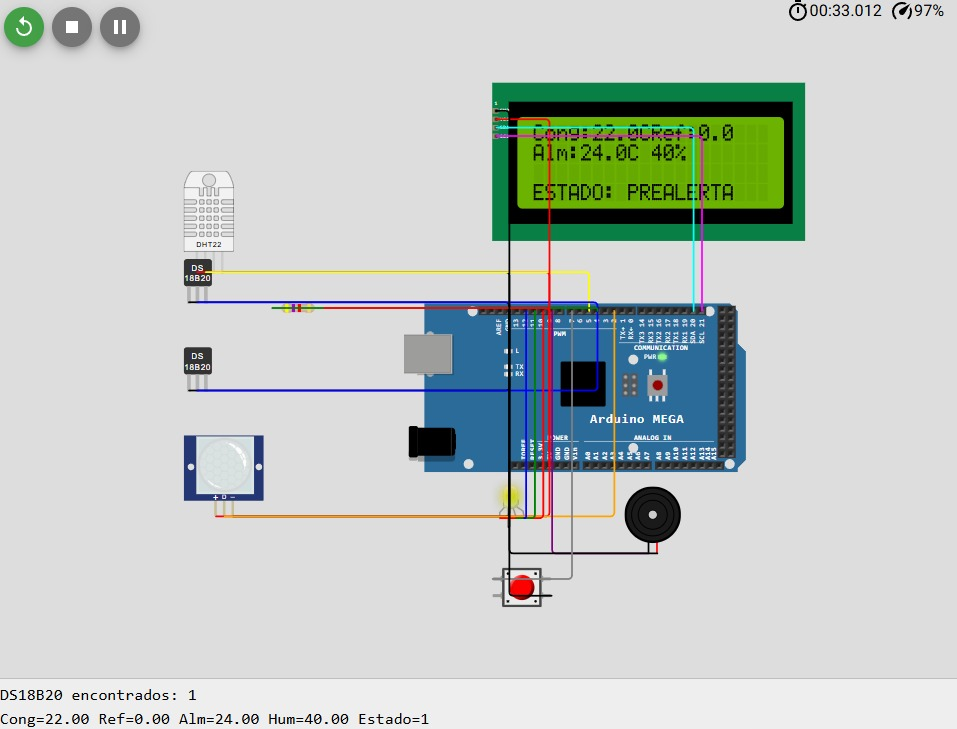 00:33.012 97%
1
Cong:22.0CRef:0.0
Alm:24.0C 40%
ESTADO: PREALERTA
DHT22
DS
18B20
DS
18B20
AREF
GND
13
12
11
10
8
7
6
5
3
2
TX→ 1
RX← 0
TX3 14
RX3 15
TX2 16
RX2 17
TX1 18
RX1 19
SDA 20
SCL 21
PWM
COMMUNICATION
L
TX
RX
PWR
Arduino MEGA
POWER
ANALOG IN
IOREF
RESET
3.3V
GND
GND
Vin
A0
A1
A2
A3
A4
A5
A6
A7
A8
A9
A10
A11
A12
A13
A14
A15
+ D -
DS18B20 encontrados: 1
Cong=22.00 Ref=0.00 Alm=24.00 Hum=40.00 Estado=1